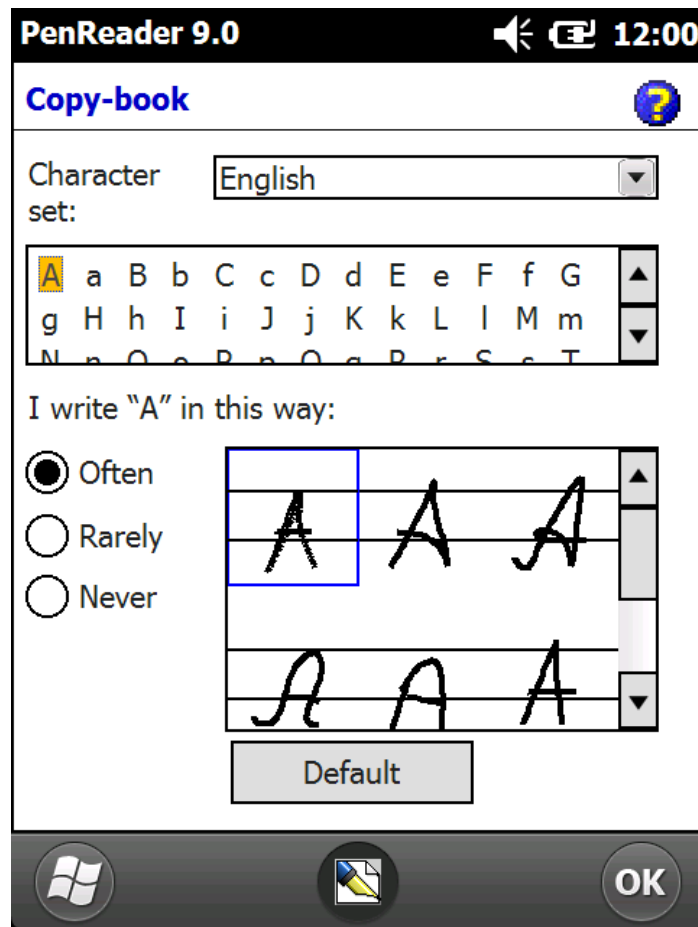 PenReader 9.0 12:00
Copy-book
Character set:
English
A a B b C c D d E e F f G
g H h I i J j K k L l M m
N n O o P p Q q R r S s T
I write “A” in this way:
Often
Rarely
Never
A A A
A A A
Default
OK